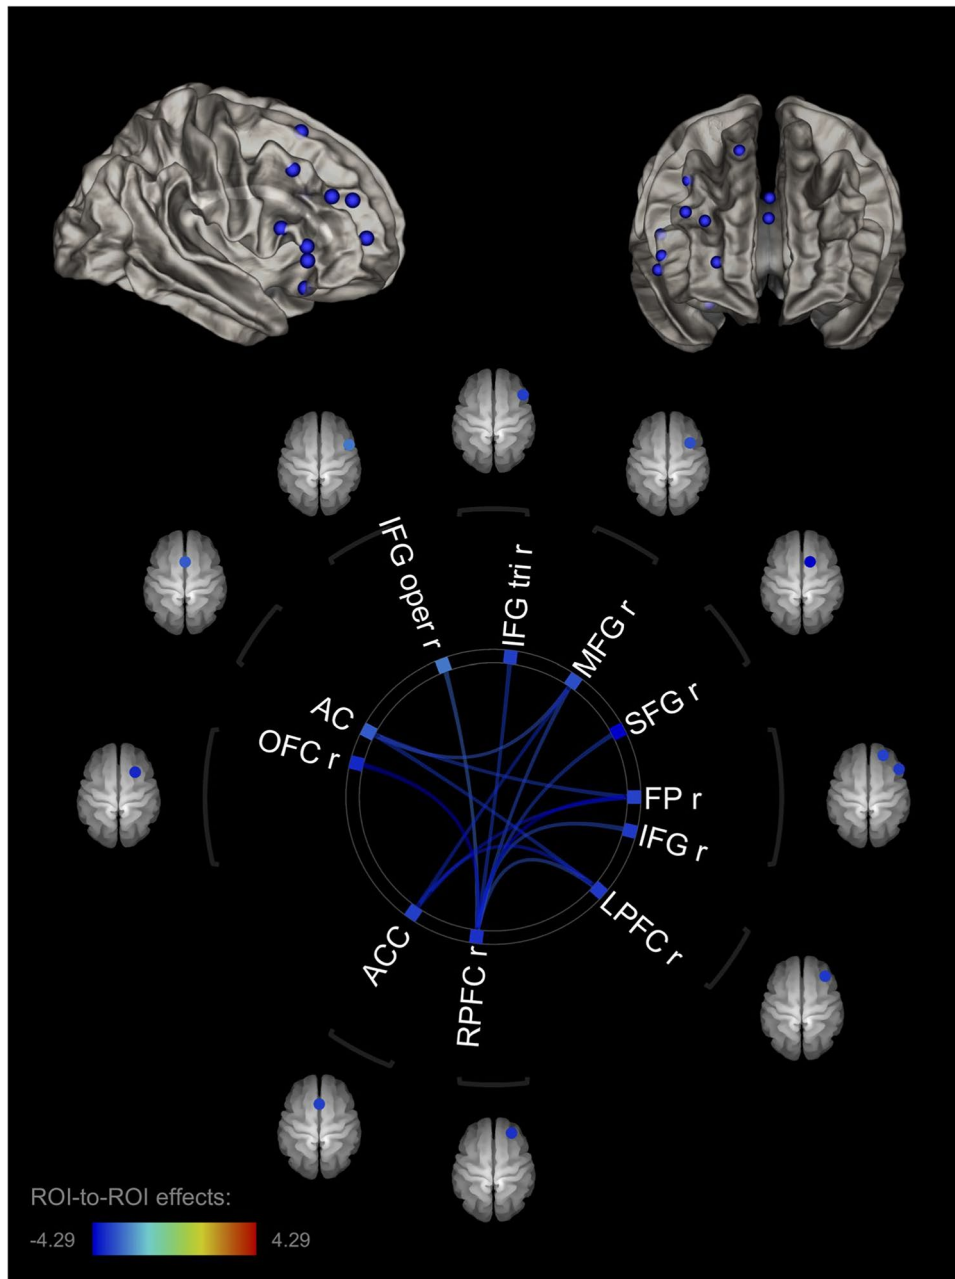 IFG oper r
IFG tri r
MFG r
SFG r
AC
OFC r
FP r
IFG r
LPFC r
ACC
RPFC r
ROI-to-ROI effects:
-4.29
4.29